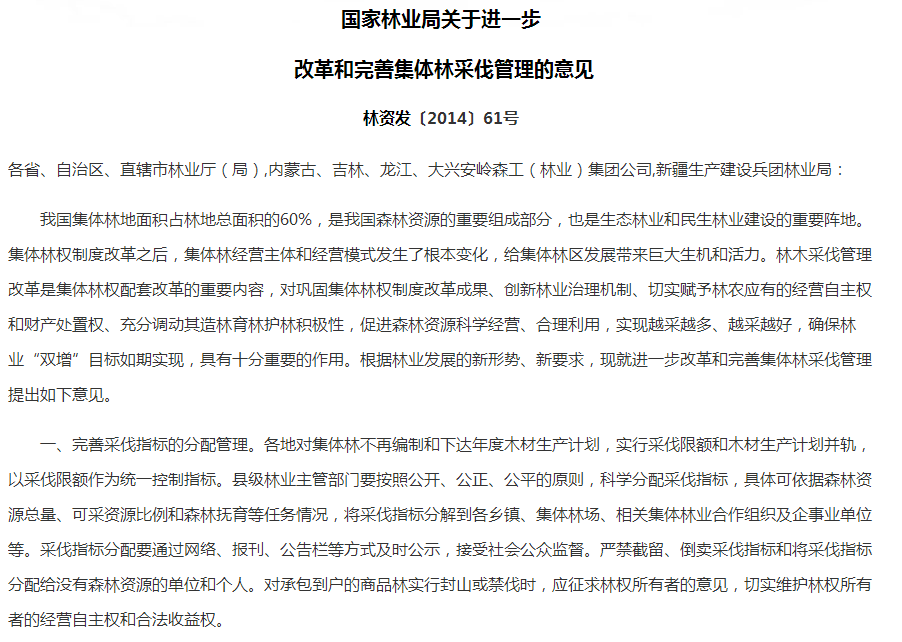 国家林业局关于进一步
改革和完善集体林采伐管理的意见
林资发〔2014〕61号
各省、自治区、直辖市林业厅（局）,内蒙古、吉林、龙江、大兴安岭森工（林业）集团公司,新疆生产建设兵团林业局：
我国集体林地面积占林地总面积的60%，是我国森林资源的重要组成部分，也是生态林业和民生林业建设的重要阵地。
集体林权制度改革之后，集体林经营主体和经营模式发生了根本变化，给集体林区发展带来巨大生机和活力。林木采伐管理
改革是集体林权配套改革的重要内容，对巩固集体林权制度改革成果、创新林业治理机制、切实赋予林农应有的经营自主权
和财产处置权、充分调动其造林育林护林积极性，促进森林资源科学经营、合理利用，实现越采越多、越采越好，确保林
业“双增”目标如期实现，具有十分重要的作用。根据林业发展的新形势、新要求，现就进一步改革和完善集体林采伐管理
提出如下意见。
一、完善采伐指标的分配管理。各地对集体林不再编制和下达年度木材生产计划，实行采伐限额和木材生产计划并轨，
以采伐限额作为统一控制指标。县级林业主管部门要按照公开、公正、公平的原则，科学分配采伐指标，具体可依据森林资
源总量、可采资源比例和森林抚育等任务情况，将采伐指标分解到各乡镇、集体林场、相关集体林业合作组织及企事业单位
等。采伐指标分配要通过网络、报刊、公告栏等方式及时公示，接受社会公众监督。严禁截留、倒卖采伐指标和将采伐指标
分配给没有森林资源的单位和个人。对承包到户的商品林实行封山或禁伐时，应征求林权所有者的意见，切实维护林权所有
者的经营自主权和合法收益权。